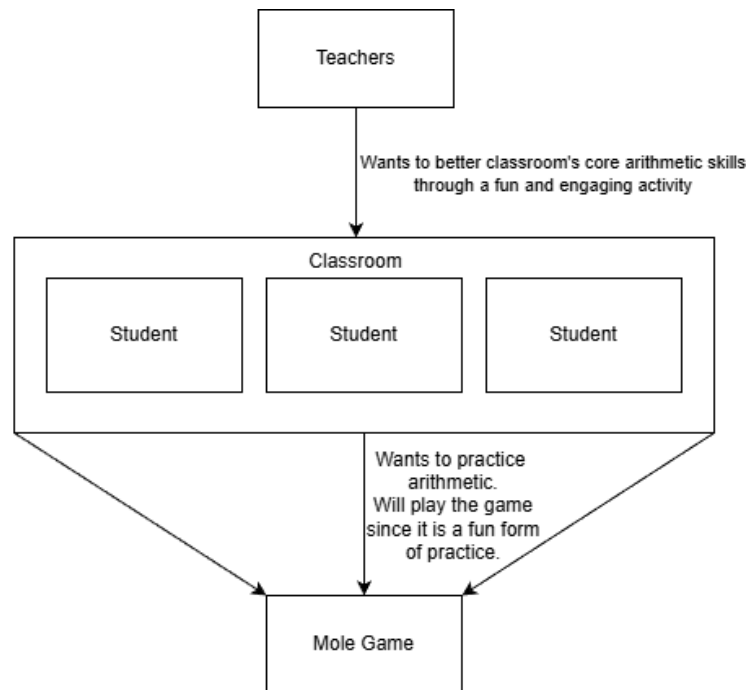 Teachers
Wants to better classroom's core arithmetic skills
through a fun and engaging activity
Classroom
Student
Student
Student
Wants to practice
arithmetic.
Will play the game
since it is a fun form
of practice.
Mole Game